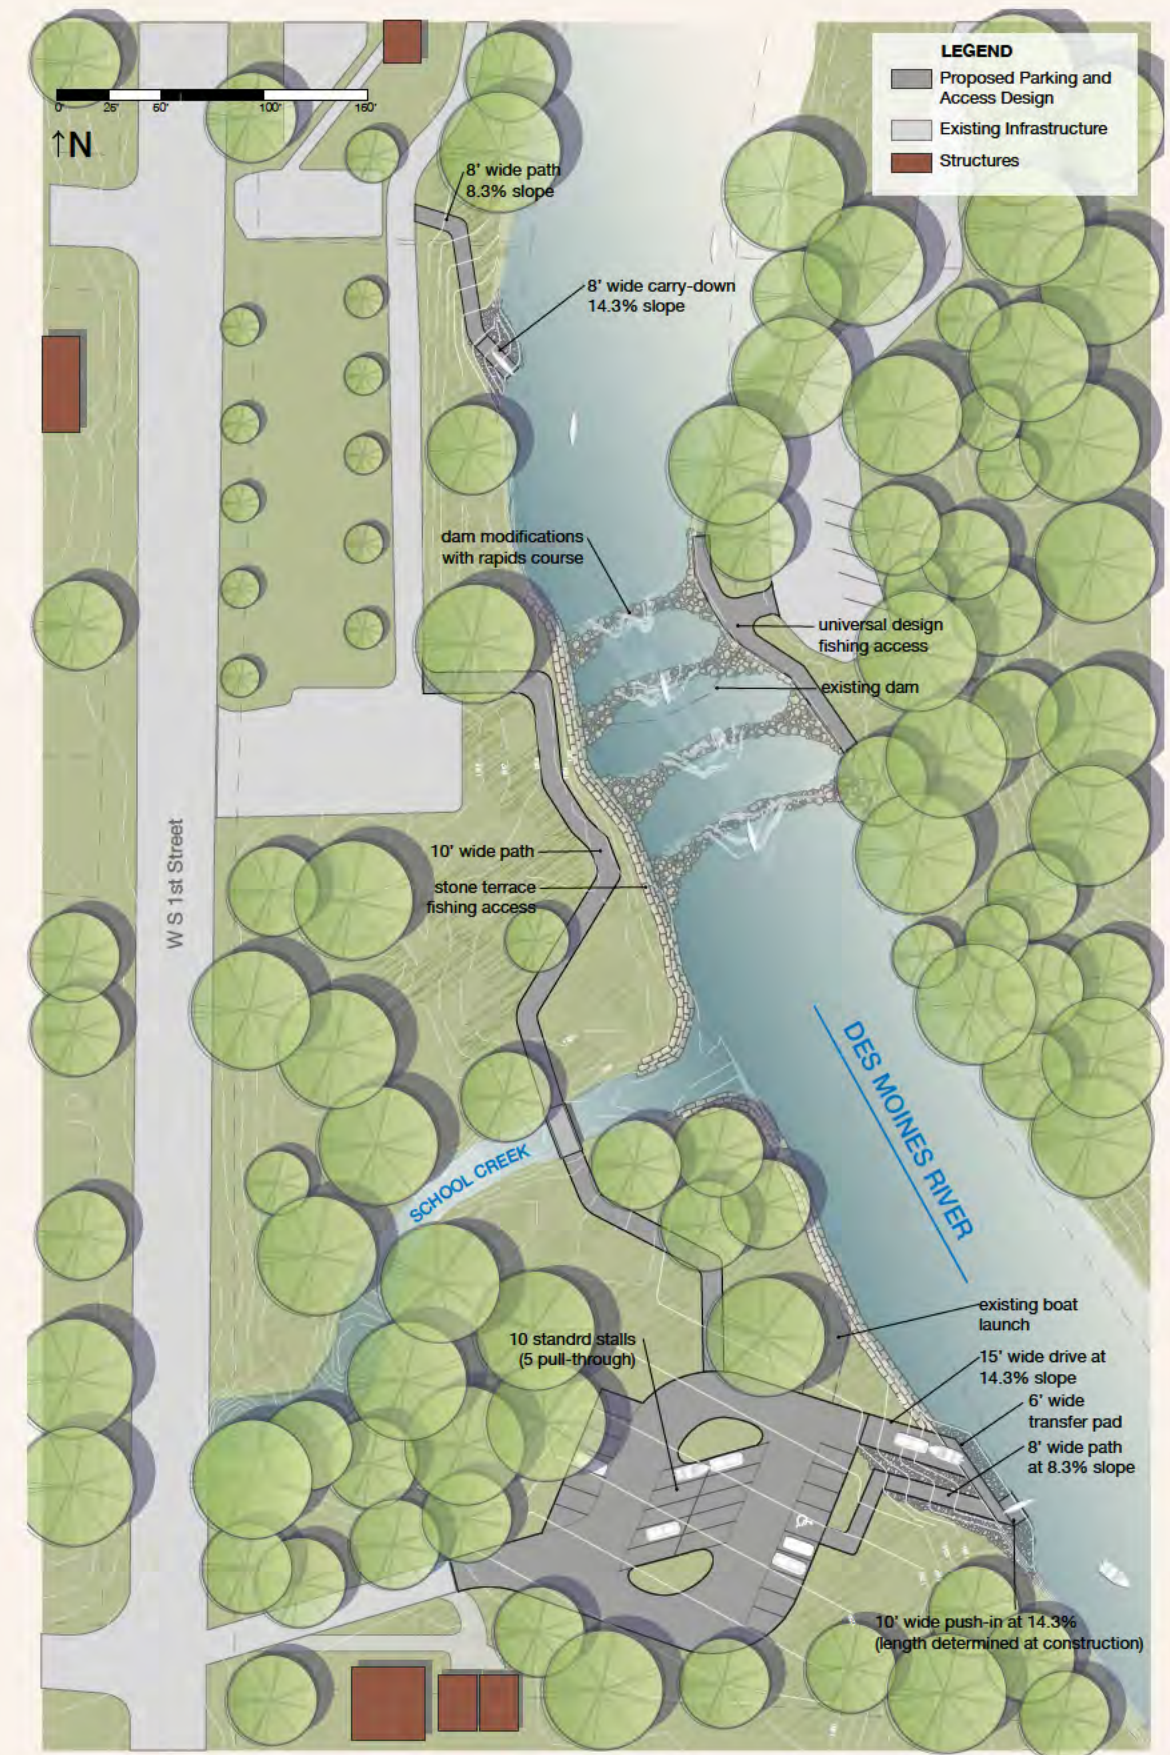 LEGEND
Proposed Parking and
Access Design
Existing Infrastructure
Structures
0' 25' 50' 100' 150'
↑N
8' wide path
8.3% slope
8' wide carry-down
14.3% slope
dam modifications
with rapids course
universal design
fishing access
existing dam
10' wide path
stone terrace
fishing access
W S 1st Street
DES MOINES RIVER
SCHOOL CREEK
existing boat
launch
10 standrd stalls
(5 pull-through)
15' wide drive at
14.3% slope
6' wide
transfer pad
8' wide path
at 8.3% slope
10' wide push-in at 14.3%
(length determined at construction)